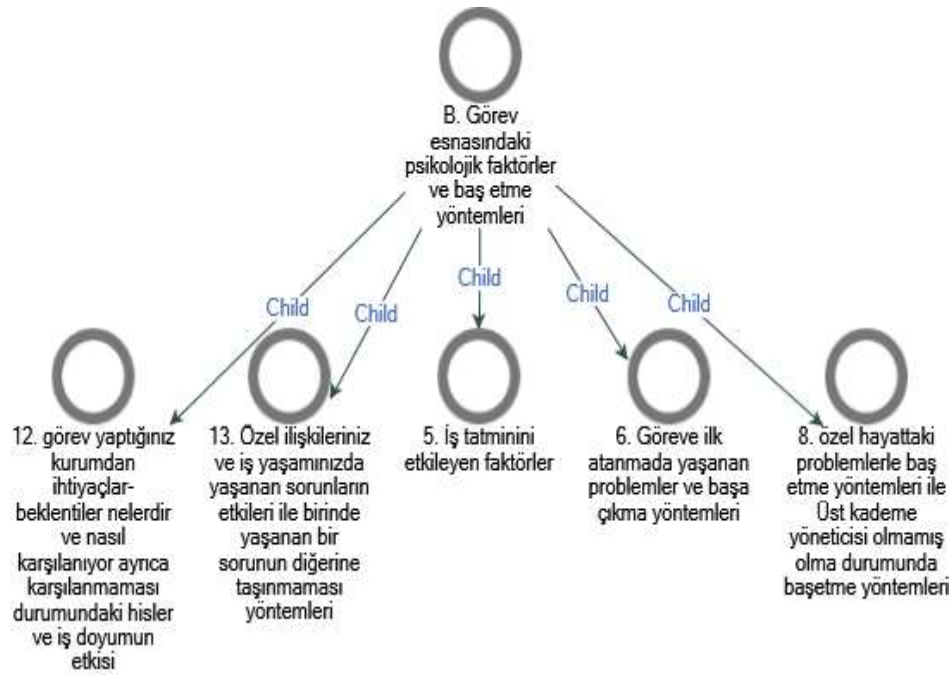 B. Görev
esnasındaki
psikolojik faktörler
ve baş etme
yöntemleri
Child
Child
Child
Child
Child
12. görev yaptığınız
kurumdan
ihtiyaçlar-
beklentiler nelerdir
ve nasıl
karşılanıyor ayrıca
karşılanmaması
durumundaki hisler
ve iş doyumun
etkisi
13. Özel ilişkileriniz
ve iş yaşamınızda
yaşanan sorunların
etkileri ile birinde
yaşanan bir
sorunun diğerine
taşınmaması
yöntemleri
5. İş tatminini
etkileyen faktörler
6. Göreve ilk
atanmada yaşanan
problemler ve başa
çıkma yöntemleri
8. özel hayattaki
problemlerle baş
etme yöntemleri ile
Üst kademe
yöneticisi olmamış
olma durumunda
başetme yöntemleri